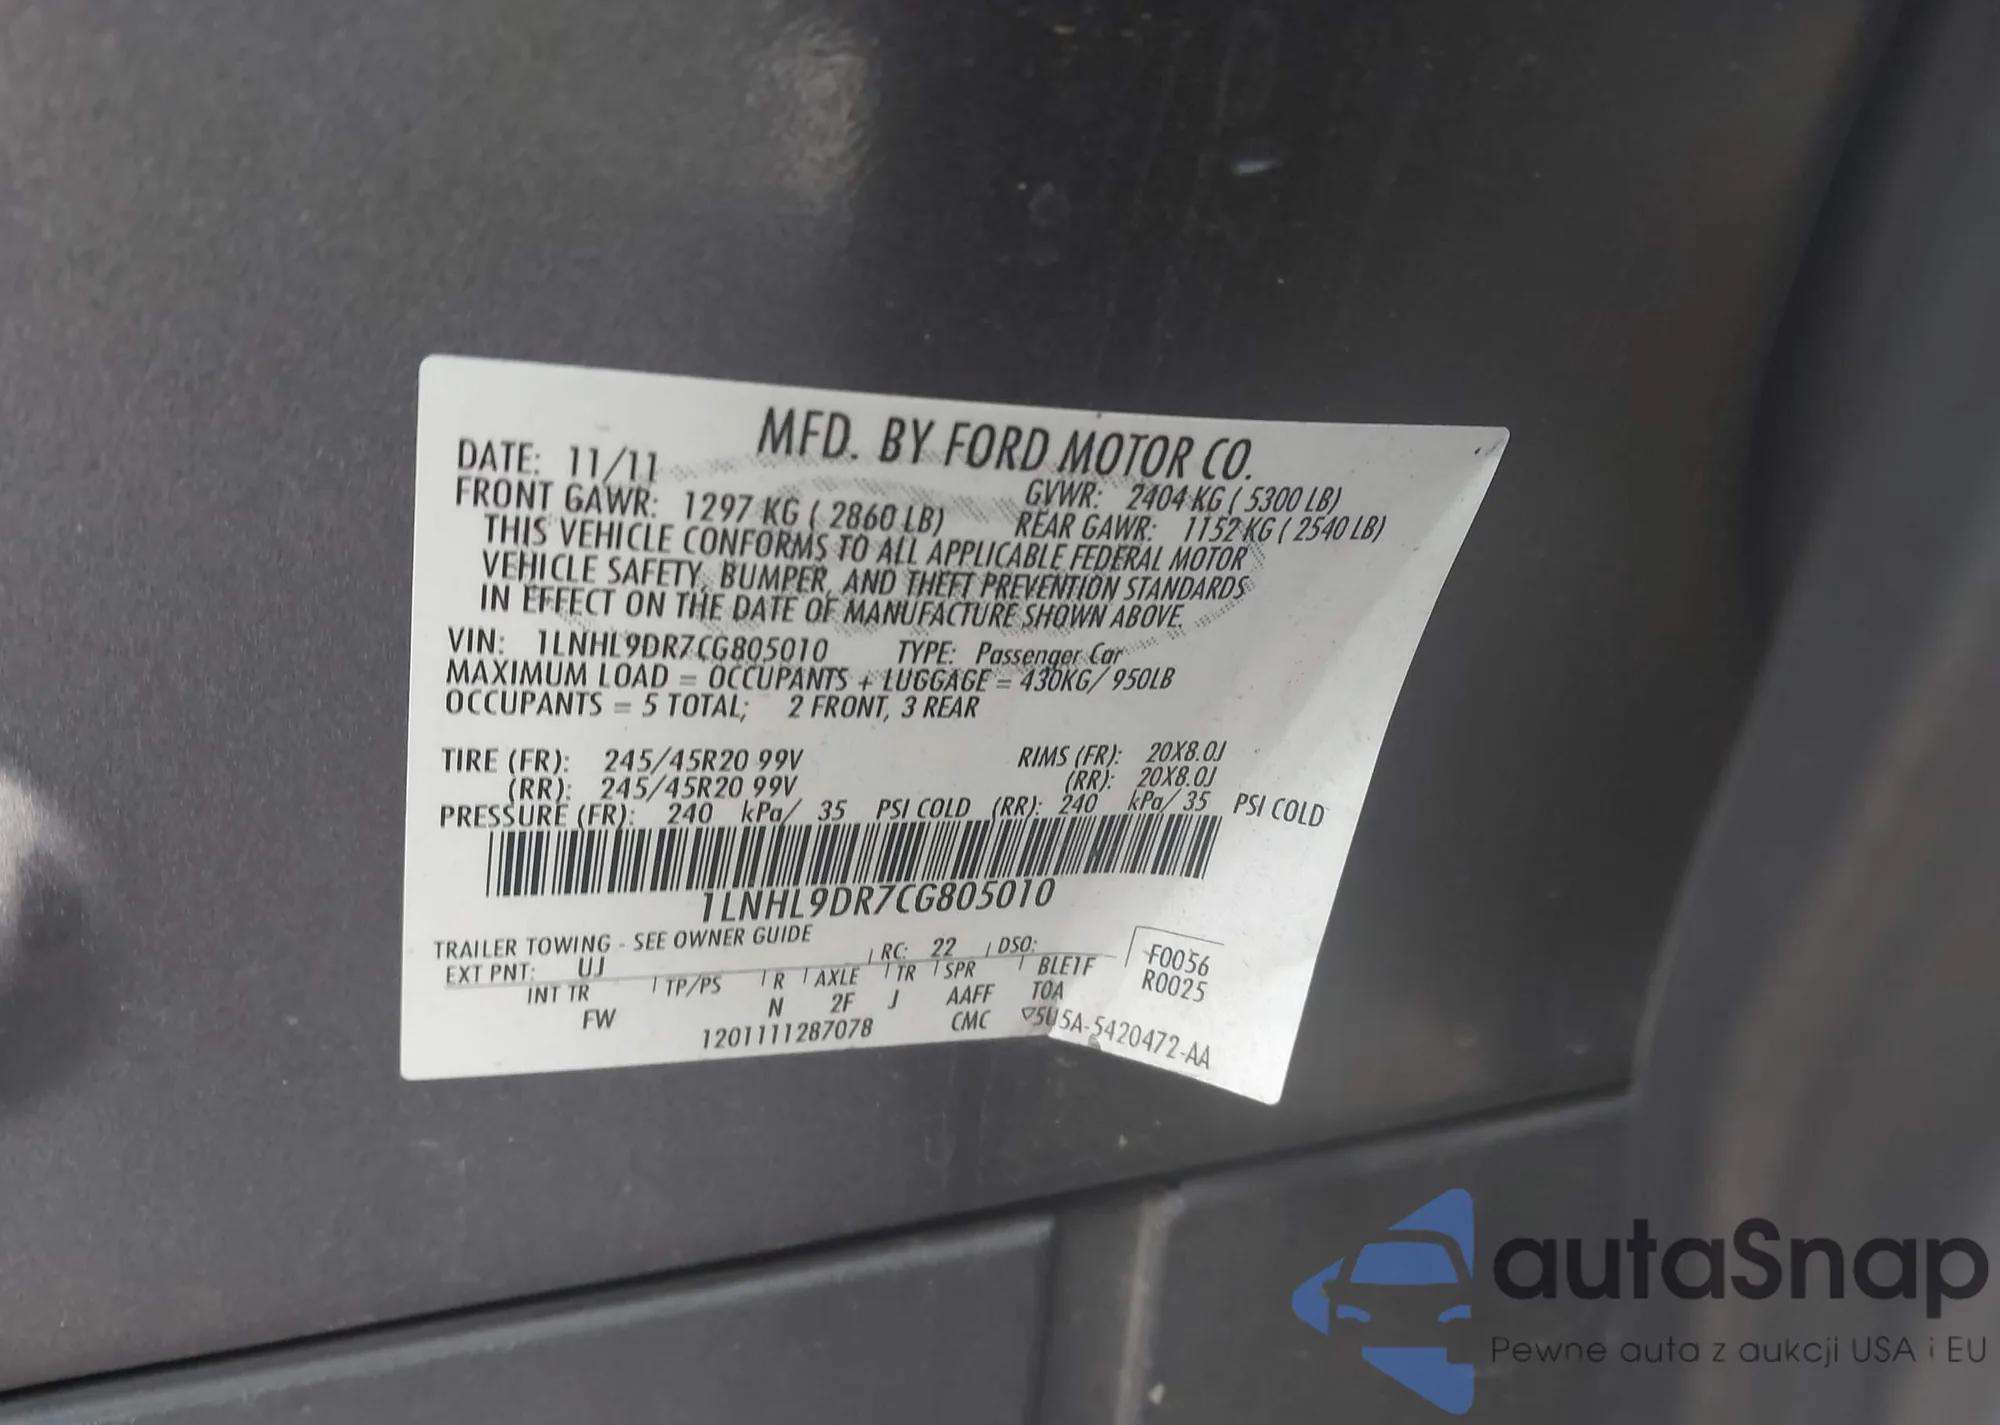 MFD. BY FORD MOTOR CO.
DATE: 11/11
GVWR: 2404 KG ( 5300 LB)
FRONT GAWR: 1297 KG ( 2860 LB)
REAR GAWR: 1152 KG ( 2540 LB)
THIS VEHICLE CONFORMS TO ALL APPLICABLE FEDERAL MOTOR
VEHICLE SAFETY, BUMPER, AND THEFT PREVENTION STANDARDS
IN EFFECT ON THE DATE OF MANUFACTURE SHOWN ABOVE.
VIN: 1LNHL9DR7CG805010 TYPE: Passenger Car
MAXIMUM LOAD = OCCUPANTS + LUGGAGE = 430KG/ 950LB
OCCUPANTS = 5 TOTAL; 2 FRONT, 3 REAR
TIRE (FR): 245/45R20 99V RIMS (FR): 20X8.0J
(RR): 245/45R20 99V (RR): 20X8.0J
PRESSURE (FR): 240 kPa/ 35 PSI COLD (RR): 240 kPa/ 35 PSI COLD
1LNHL9DR7CG805010
TRAILER TOWING - SEE OWNER GUIDE
EXT PNT: UJ RC: 22 DSO: F0056
INT TR TP/PS R AXLE TR SPR BLE1F R0025
FW N 2F J AAFF TOA
1201111287078 CMC ▽5U5A-5420472-AA
autaSnap
Pewne auta z aukcji USA i EU